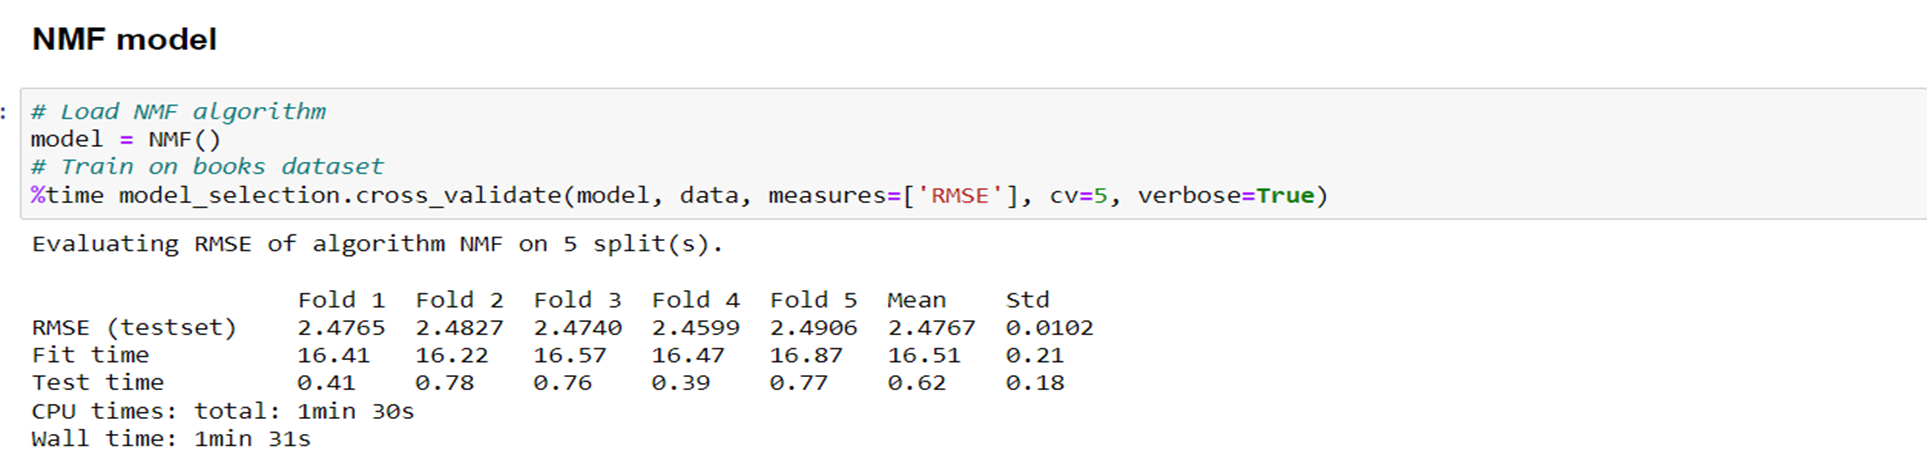 NMF model
:
# Load NMF algorithm
model = NMF()
# Train on books dataset
%time model_selection.cross_validate(model, data, measures=['RMSE'], cv=5, verbose=True)
Evaluating RMSE of algorithm NMF on 5 split(s).
Fold 1 Fold 2 Fold 3 Fold 4 Fold 5 Mean Std
RMSE (testset) 2.4765 2.4827 2.4740 2.4599 2.4906 2.4767 0.0102
Fit time 16.41 16.22 16.57 16.47 16.87 16.51 0.21
Test time 0.41 0.78 0.76 0.39 0.77 0.62 0.18
CPU times: total: 1min 30s
Wall time: 1min 31s